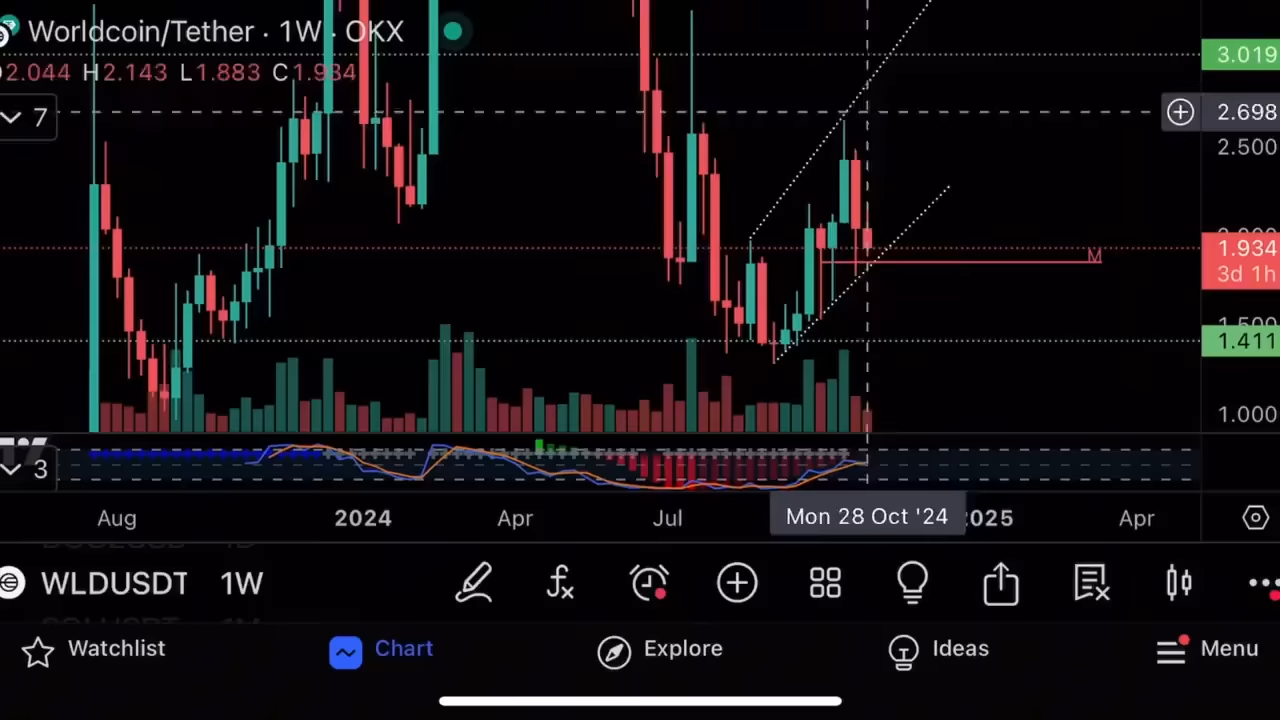 Worldcoin/Tether · 1W · OKX
O2.044 H2.143 L1.883 C1.934
7
3.019
2.698
2.500
1.934
3d 1h
M
1.411
1.000
3
Aug 2024 Apr Jul Mon 28 Oct '24 2025 Apr
WLDUSDT 1W
Watchlist Chart Explore Ideas Menu